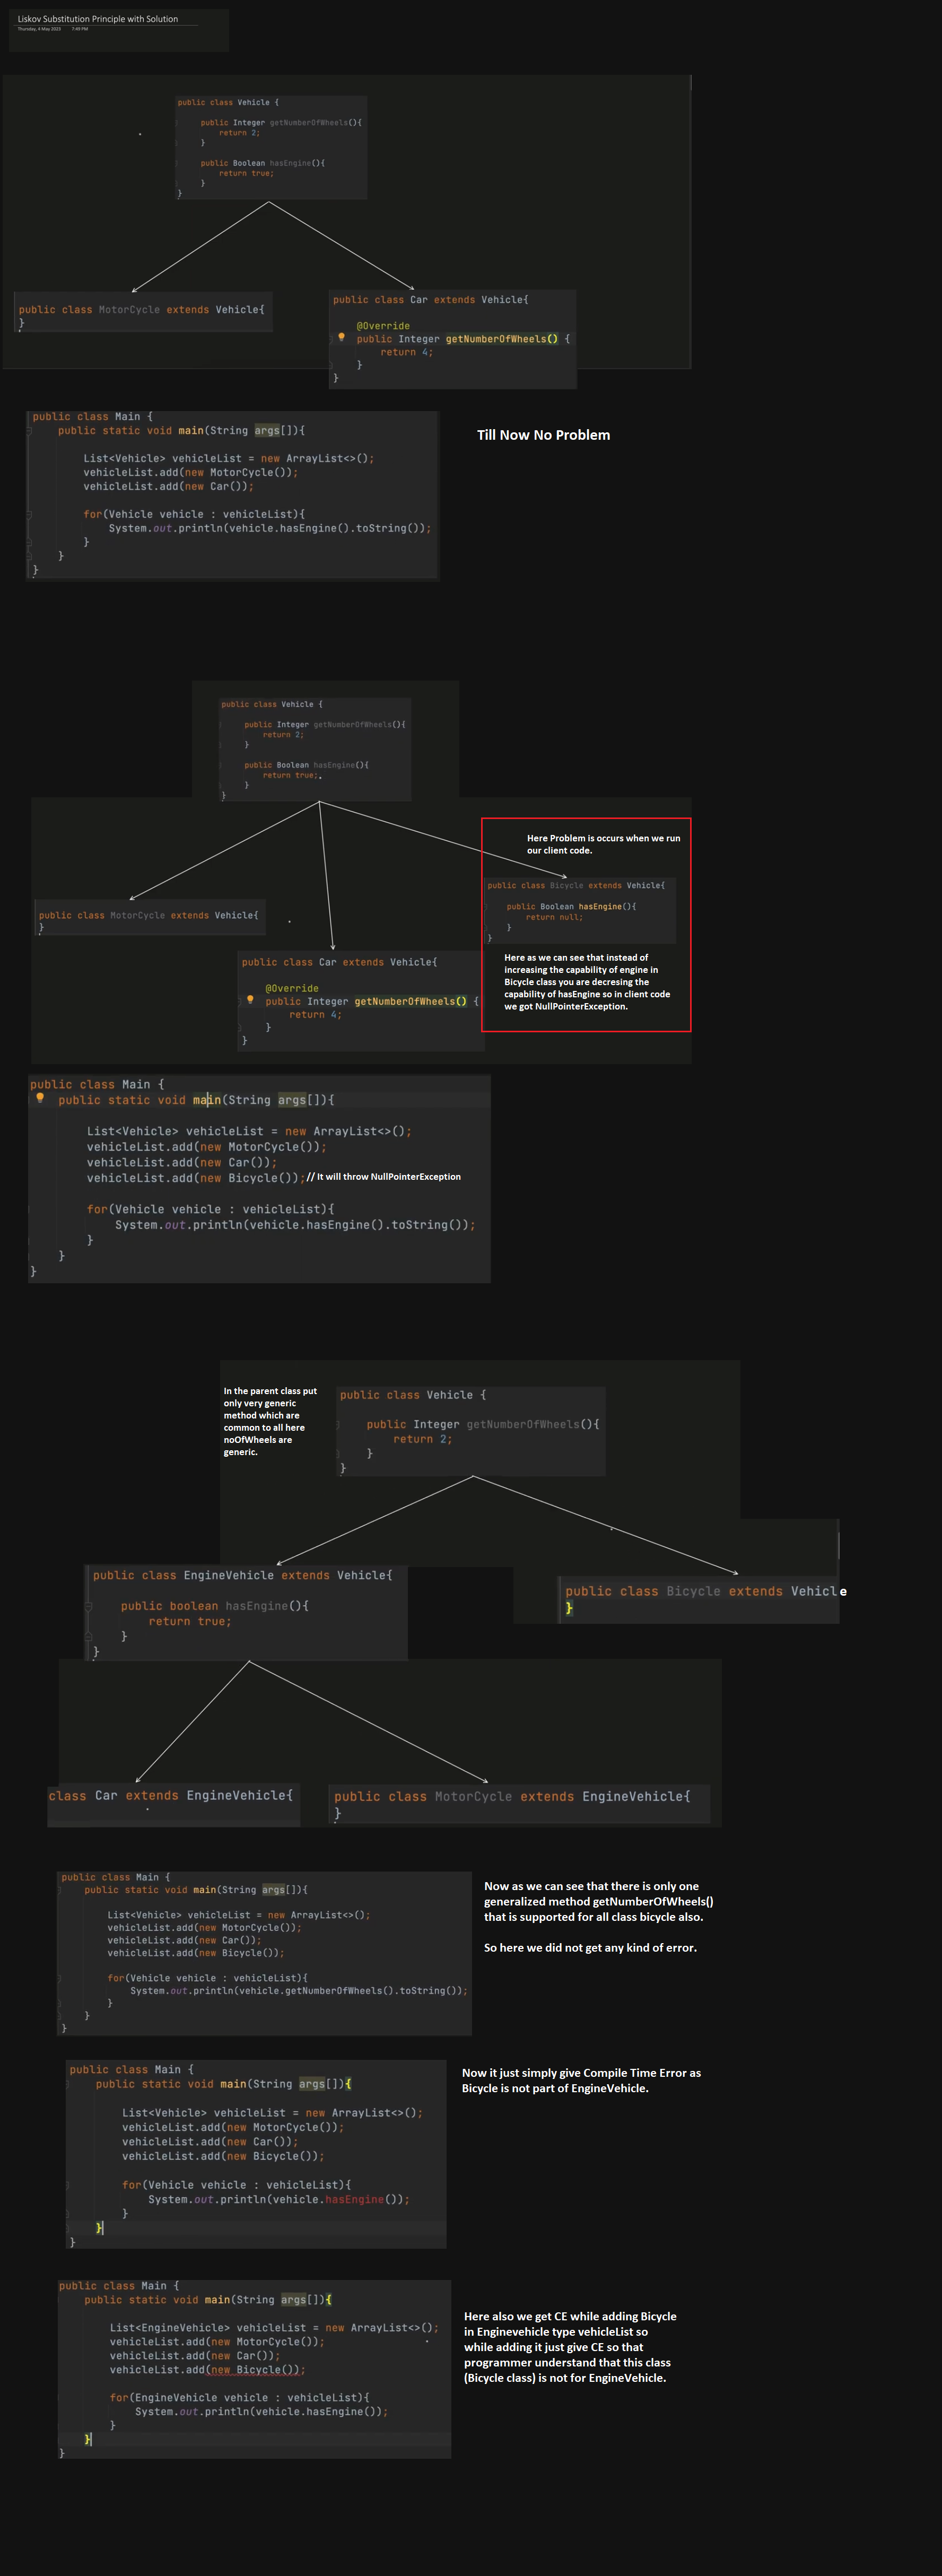 Liskov Substitution Principle with Solution
Thursday, 4 May 2023 7:49 PM
public class Vehicle {
public Integer getNumberOfWheels(){
return 2;
}
public Boolean hasEngine(){
return true;
}
}
public class MotorCycle extends Vehicle{
}
public class Car extends Vehicle{
@Override
public Integer getNumberOfWheels() {
return 4;
}
}
public class Main {
public static void main(String args[]){
List<Vehicle> vehicleList = new ArrayList<>();
vehicleList.add(new MotorCycle());
vehicleList.add(new Car());
for(Vehicle vehicle : vehicleList){
System.out.println(vehicle.hasEngine().toString());
}
}
}
Till Now No Problem
public class Vehicle {
public Integer getNumberOfWheels(){
return 2;
}
public Boolean hasEngine(){
return true;
}
}
Here Problem is occurs when we run
our client code.
public class MotorCycle extends Vehicle{
}
public class Car extends Vehicle{
@Override
public Integer getNumberOfWheels() {
return 4;
}
}
public class Bicycle extends Vehicle{
public Boolean hasEngine(){
return null;
}
}
Here as we can see that instead of
increasing the capability of engine in
Bicycle class you are decresing the
capability of hasEngine so in client code
we got NullPointerException.
public class Main {
public static void main(String args[]){
List<Vehicle> vehicleList = new ArrayList<>();
vehicleList.add(new MotorCycle());
vehicleList.add(new Car());
vehicleList.add(new Bicycle());// It will throw NullPointerException
for(Vehicle vehicle : vehicleList){
System.out.println(vehicle.hasEngine().toString());
}
}
}
In the parent class put
only very generic
method which are
common to all here
noOfWheels are
generic.
public class Vehicle {
public Integer getNumberOfWheels(){
return 2;
}
}
public class EngineVehicle extends Vehicle{
public boolean hasEngine(){
return true;
}
}
public class Bicycle extends Vehicle
}
class Car extends EngineVehicle{
public class MotorCycle extends EngineVehicle{
}
public class Main {
public static void main(String args[]){
List<Vehicle> vehicleList = new ArrayList<>();
vehicleList.add(new MotorCycle());
vehicleList.add(new Car());
vehicleList.add(new Bicycle());
for(Vehicle vehicle : vehicleList){
System.out.println(vehicle.getNumberOfWheels().toString());
}
}
}
Now as we can see that there is only one
generalized method getNumberOfWheels()
that is supported for all class bicycle also.
So here we did not get any kind of error.
public class Main {
public static void main(String args[]){
List<Vehicle> vehicleList = new ArrayList<>();
vehicleList.add(new MotorCycle());
vehicleList.add(new Car());
vehicleList.add(new Bicycle());
for(Vehicle vehicle : vehicleList){
System.out.println(vehicle.hasEngine());
}
}
}
Now it just simply give Compile Time Error as
Bicycle is not part of EngineVehicle.
public class Main {
public static void main(String args[]){
List<EngineVehicle> vehicleList = new ArrayList<>();
vehicleList.add(new MotorCycle());
vehicleList.add(new Car());
vehicleList.add(new Bicycle());
for(EngineVehicle vehicle : vehicleList){
System.out.println(vehicle.hasEngine());
}
}
}
Here also we get CE while adding Bicycle
in Enginevehicle type vehicleList so
while adding it just give CE so that
programmer understand that this class
(Bicycle class) is not for EngineVehicle.